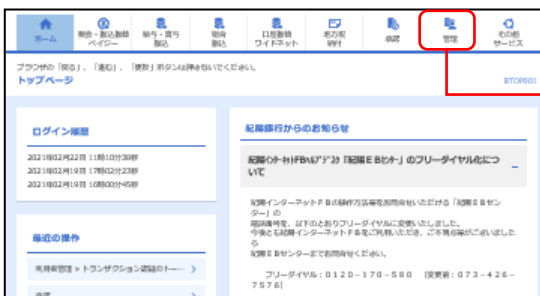 ホーム
照会・振込振替
ペイジー
給与・賞与
振込
総合
振込
口座振替
ワイドネット
地方税
納付
承認
管理
その他
サービス
ブラウザの「戻る」、「進む」、「更新」ボタンは押さないでください。
トップページ
BTOP601
ログイン履歴
2021年02月22日 11時10分38秒
2021年02月19日 17時02分23秒
2021年02月19日 16時00分45秒
最近の操作
利用者管理 » トランザクション認証のトー…
紀陽銀行からのお知らせ
紀陽インターネットFBヘルプデスク「紀陽EBセンター」のフリーダイヤル化につ
いて
紀陽インターネットFBの操作方法等をお問合せいただける「紀陽EBセン
ター」の
電話番号を、以下のとおりフリーダイヤルに変更いたしました。
今後とも紀陽インターネットFBをご利用いただき、ご不明点等がございました
ら
紀陽EBセンターまでお問合せください。
フリーダイヤル:0120-170-580 (変更前:073-426-
7576)